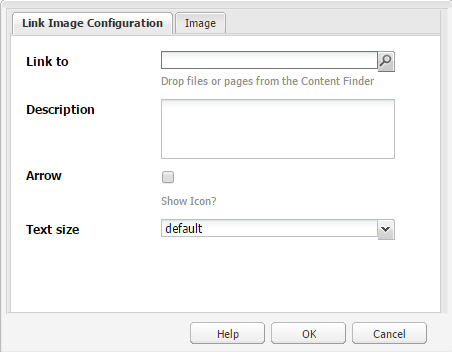 Link Image Configuration Image
Link to
Drop files or pages from the Content Finder
Description
Arrow
Show Icon?
Text size default
Help OK Cancel